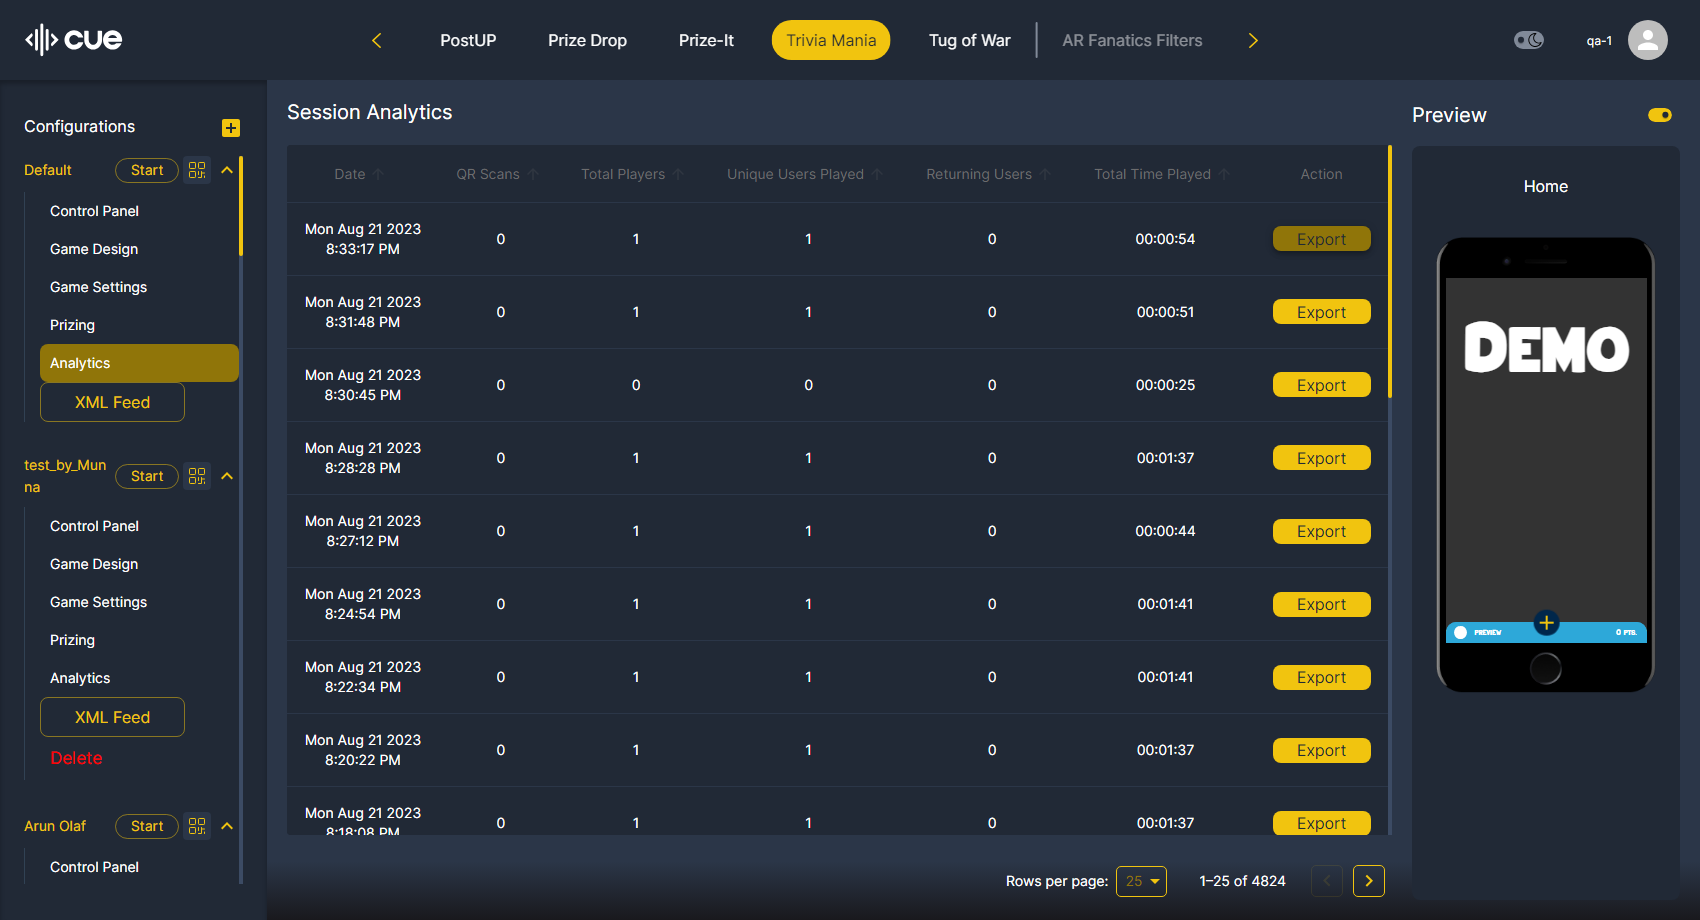 cue
PostUP
Prize Drop
Prize-It
Trivia Mania
Tug of War
AR Fanatics Filters
qa-1
Configurations
Default
Start
Control Panel
Game Design
Game Settings
Prizing
Analytics
XML Feed
test_by_Mun
na
Start
Control Panel
Game Design
Game Settings
Prizing
Analytics
XML Feed
Delete
Arun Olaf
Start
Control Panel
Session Analytics
Date QR Scans Total Players Unique Users Played Returning Users Total Time Played Action
Mon Aug 21 2023
8:33:17 PM
0 1 1 0 00:00:54 Export
Mon Aug 21 2023
8:31:48 PM
0 1 1 0 00:00:51 Export
Mon Aug 21 2023
8:30:45 PM
0 0 0 0 00:00:25 Export
Mon Aug 21 2023
8:28:28 PM
0 1 1 0 00:01:37 Export
Mon Aug 21 2023
8:27:12 PM
0 1 1 0 00:00:44 Export
Mon Aug 21 2023
8:24:54 PM
0 1 1 0 00:01:41 Export
Mon Aug 21 2023
8:22:34 PM
0 1 1 0 00:01:41 Export
Mon Aug 21 2023
8:20:22 PM
0 1 1 0 00:01:37 Export
Mon Aug 21 2023
8:18:08 PM
0 1 1 0 00:01:37 Export
Rows per page: 25 1–25 of 4824
Preview
Home
DEMO
PREVIEW
0 PTS.